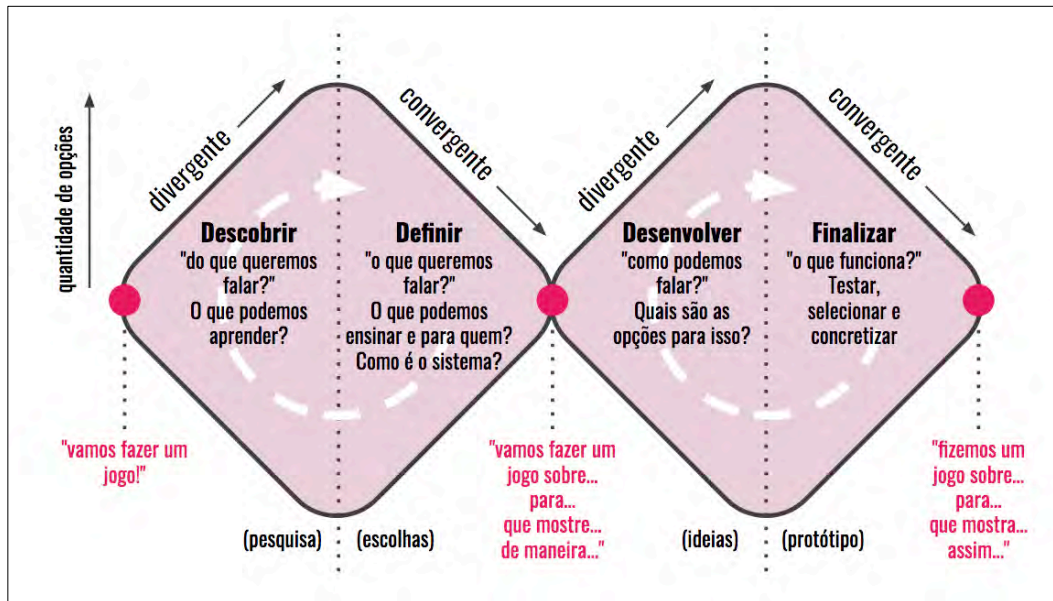 quantidade de opções
divergente
convergente
divergente
convergente
Descobrir
"do que queremos
falar?"
O que podemos
aprender?
Definir
"o que queremos
falar?"
O que podemos
ensinar e para quem?
Como é o sistema?
Desenvolver
"como podemos
falar?"
Quais são as
opções para isso?
Finalizar
"o que funciona?"
Testar,
selecionar e
concretizar
"vamos fazer um
jogo!"
(pesquisa)
(escolhas)
"vamos fazer um
jogo sobre...
para...
que mostre...
de maneira..."
(ideias)
(protótipo)
"fizemos um
jogo sobre...
para...
que mostra...
assim..."